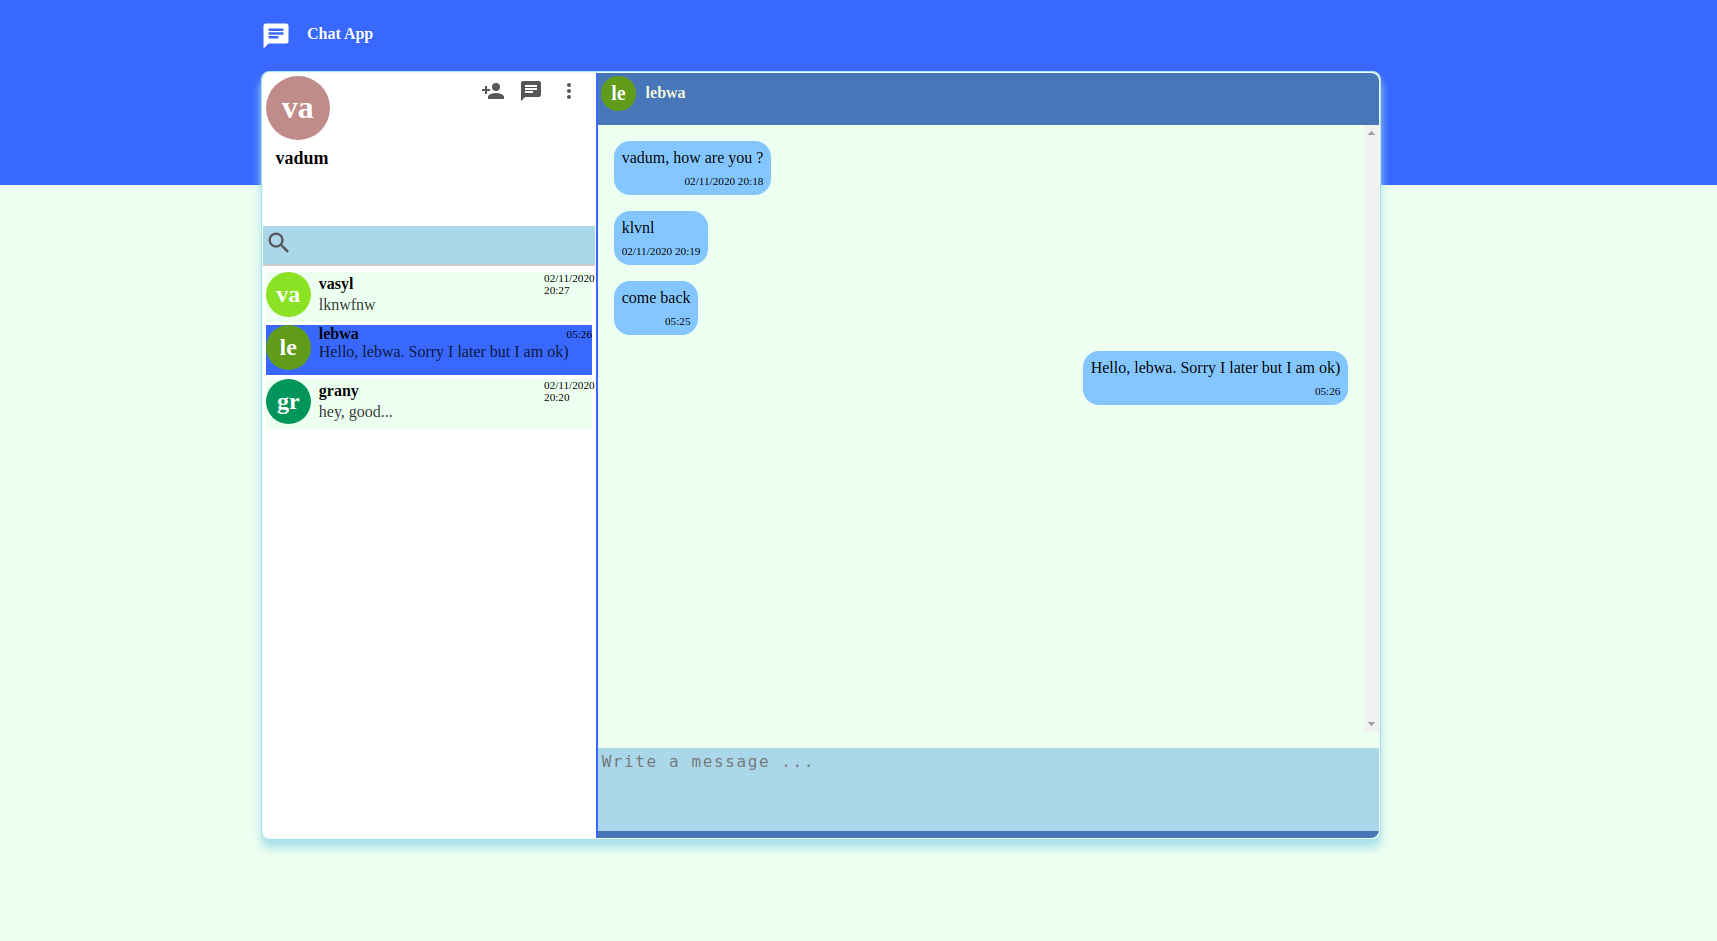 Chat App
va
vadum
va
vasyl
02/11/2020
20:27
lknwfnw
le
lebwa
05:26
Hello, lebwa. Sorry I later but I am ok)
gr
grany
02/11/2020
20:20
hey, good...
le
lebwa
vadum, how are you ?
02/11/2020 20:18
klvnl
02/11/2020 20:19
come back
05:25
Hello, lebwa. Sorry I later but I am ok)
05:26
Write a message ...